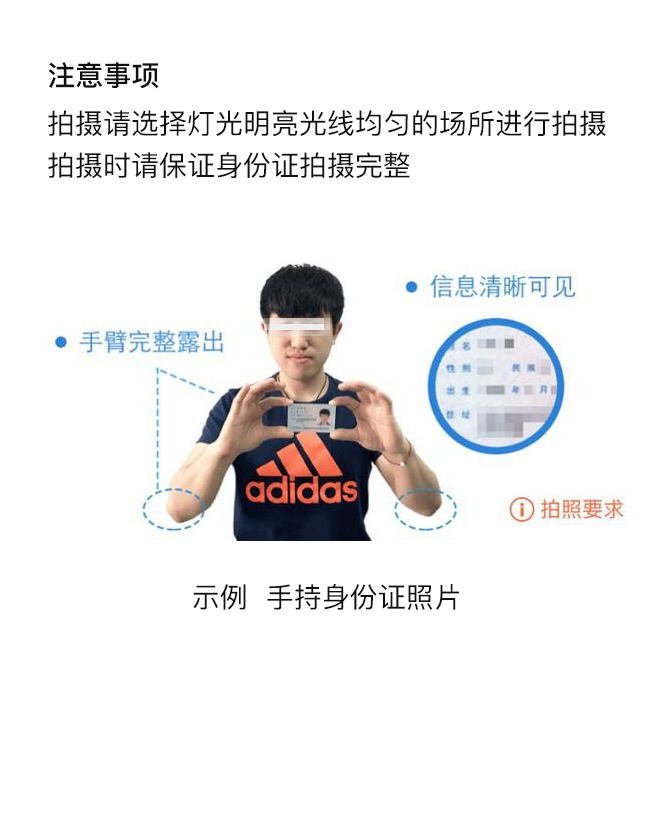 注意事项
拍摄请选择灯光明亮光线均匀的场所进行拍摄
拍摄时请保证身份证拍摄完整
信息清晰可见
手臂完整露出
名
性别 民族
出生 年 月
住址
adidas
拍照要求
示例 手持身份证照片